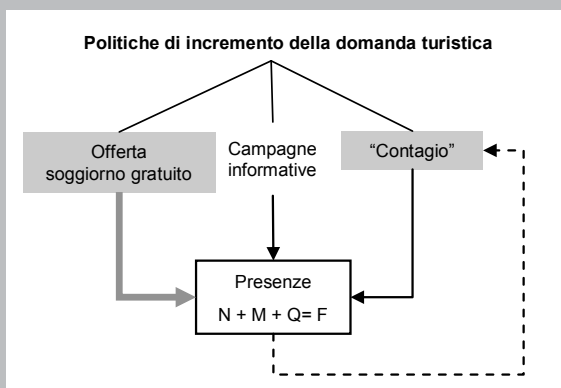 Politiche di incremento della domanda turistica
Offerta
soggiorno gratuito
Campagne
informative
“Contagio”
Presenze
N + M + Q= F